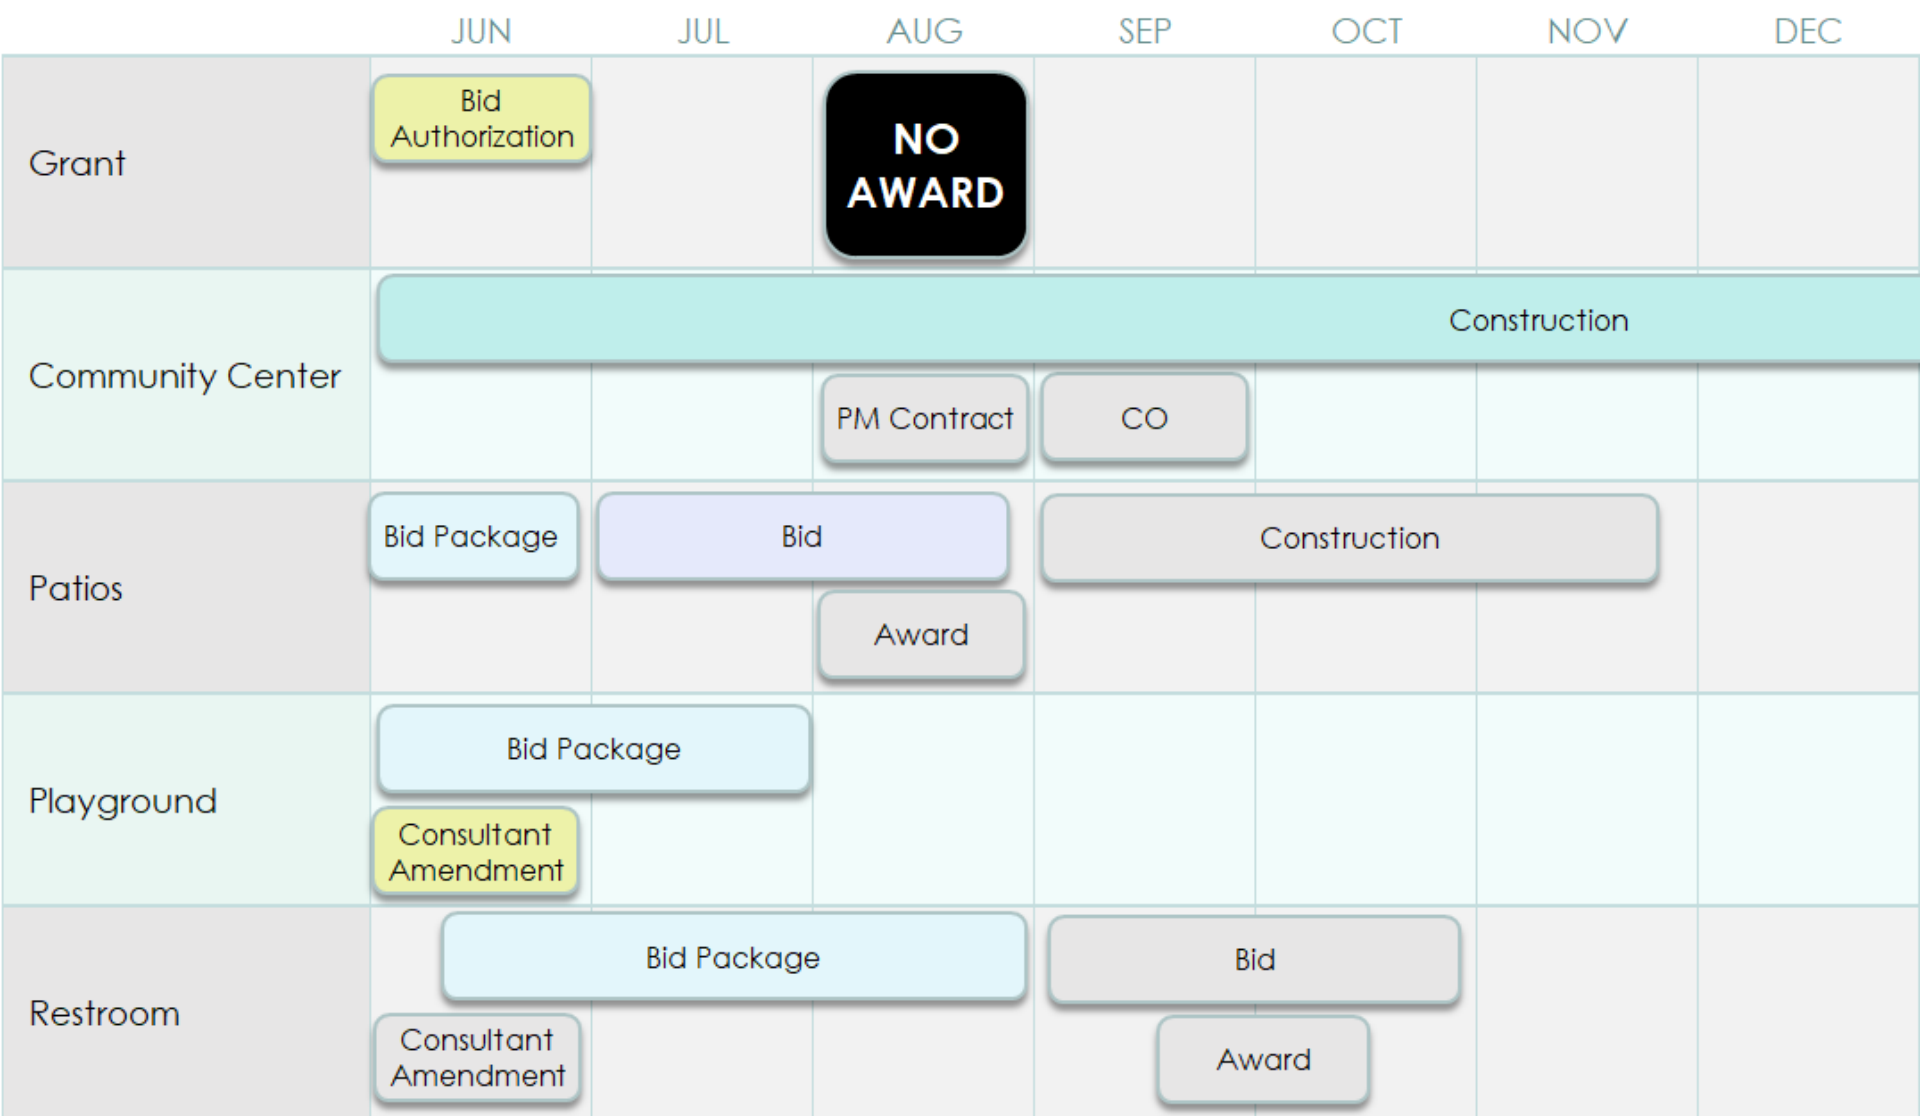 JUN JUL AUG SEP OCT NOV DEC
Grant
Bid
Authorization
NO
AWARD
Community Center
Construction
PM Contract
CO
Patios
Bid Package
Bid
Construction
Award
Playground
Bid Package
Consultant
Amendment
Restroom
Bid Package
Bid
Consultant
Amendment
Award